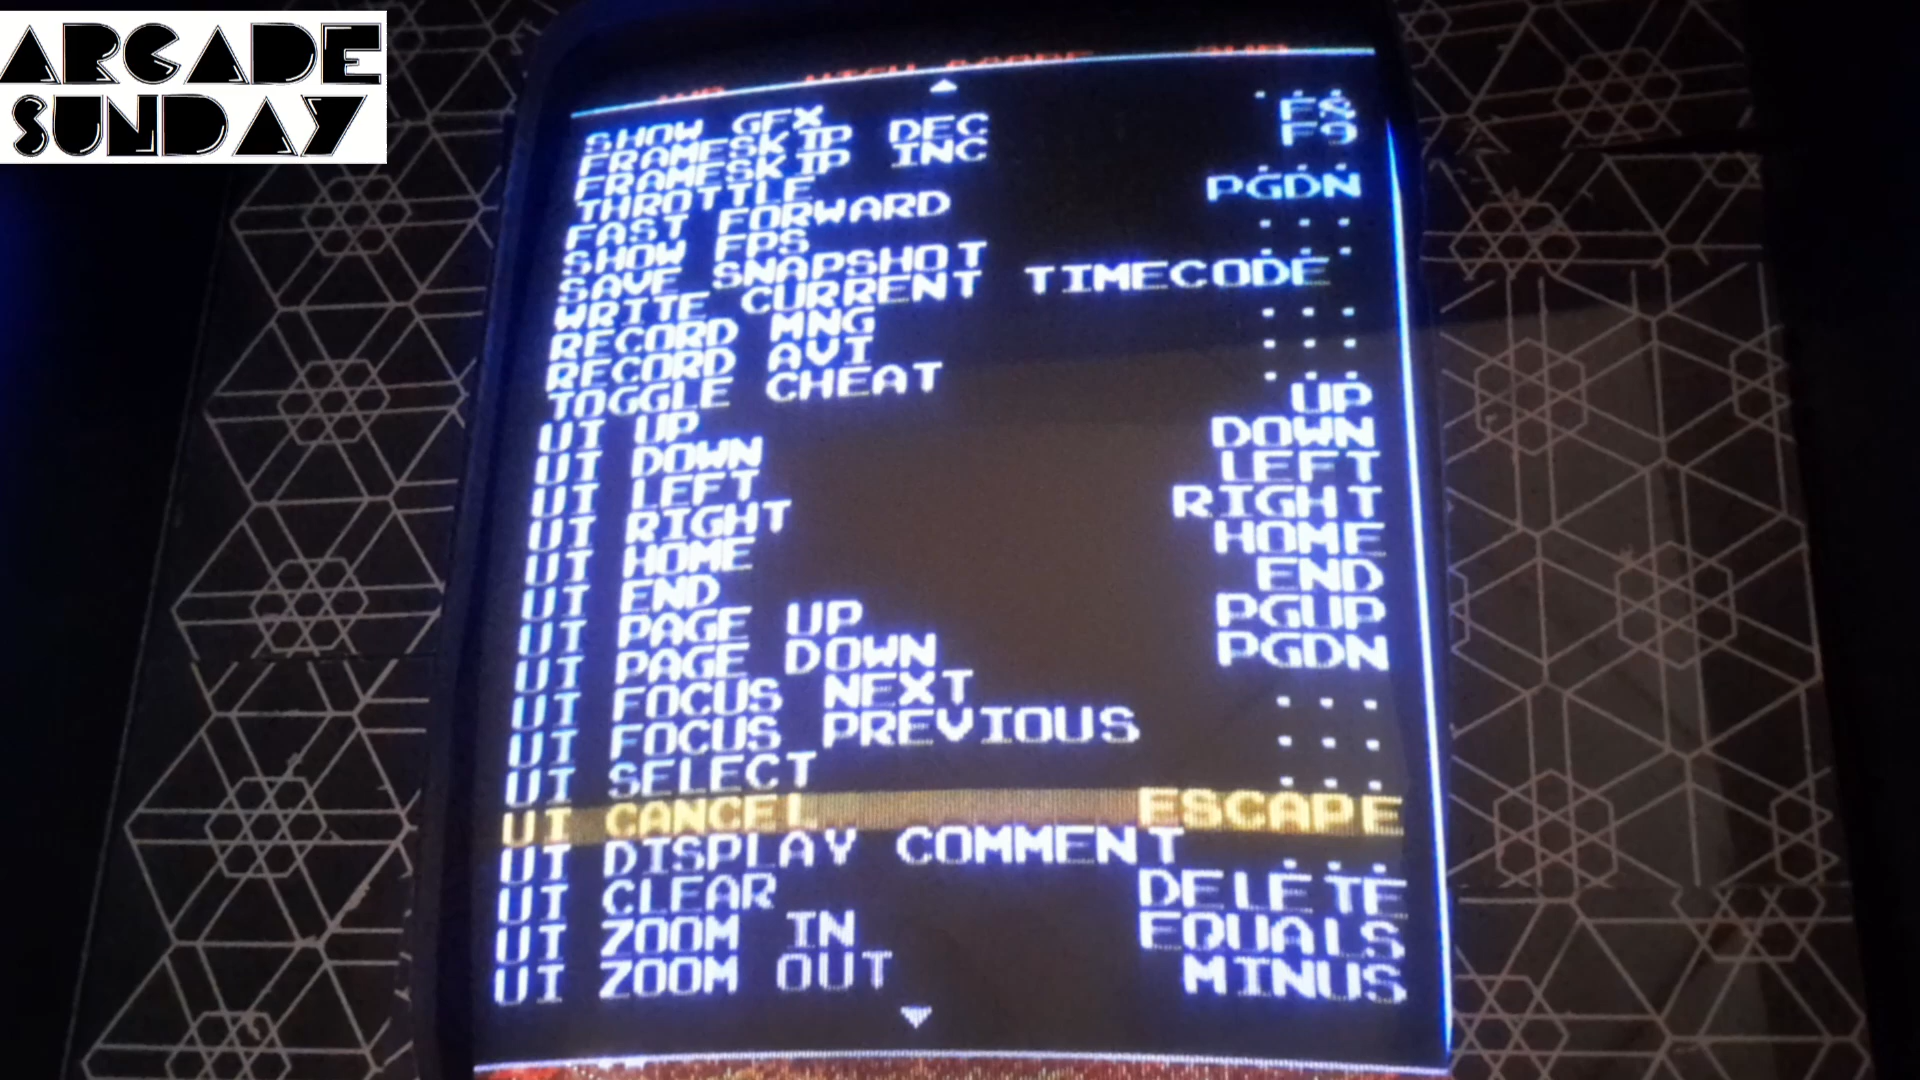 ARCADE
SUNDAY
HIGH SCORE
SHOW GFX ...
FRAMESKIP DEC F8
FRAMESKIP INC F9
THROTTLE ...
FAST FORWARD PGDN
SHOW FPS ...
SAVE SNAPSHOT ...
WRITE CURRENT TIMECODE
RECORD MNG ...
RECORD AVI ...
TOGGLE CHEAT ...
UI UP UP
UI DOWN DOWN
UI LEFT LEFT
UI RIGHT RIGHT
UI HOME HOME
UI END END
UI PAGE UP PGUP
UI PAGE DOWN PGDN
UI FOCUS NEXT ...
UI FOCUS PREVIOUS ...
UI SELECT ...
UI CANCEL ESCAPE
UI DISPLAY COMMENT ...
UI CLEAR DELETE
UI ZOOM IN EQUALS
UI ZOOM OUT MINUS